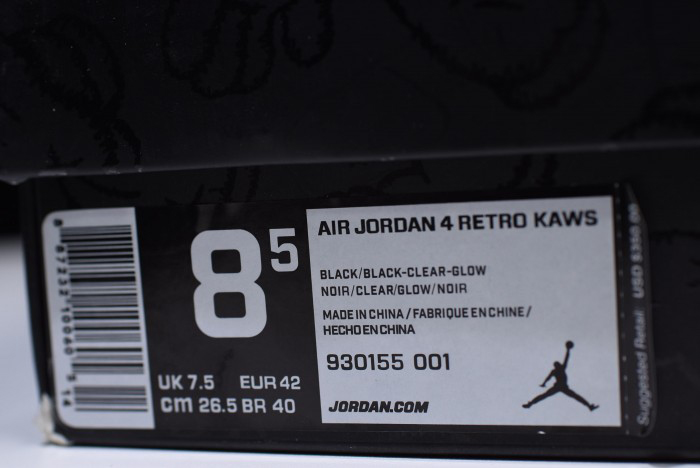 8 5
UK 7.5 EUR 42
cm 26.5 BR 40
AIR JORDAN 4 RETRO KAWS
BLACK/BLACK-CLEAR-GLOW
NOIR/CLEAR/GLOW/NOIR
MADE IN CHINA / FABRIQUE EN CHINE /
HECHO EN CHINA
930155 001
JORDAN.COM
Suggested Retail: USD $350.00